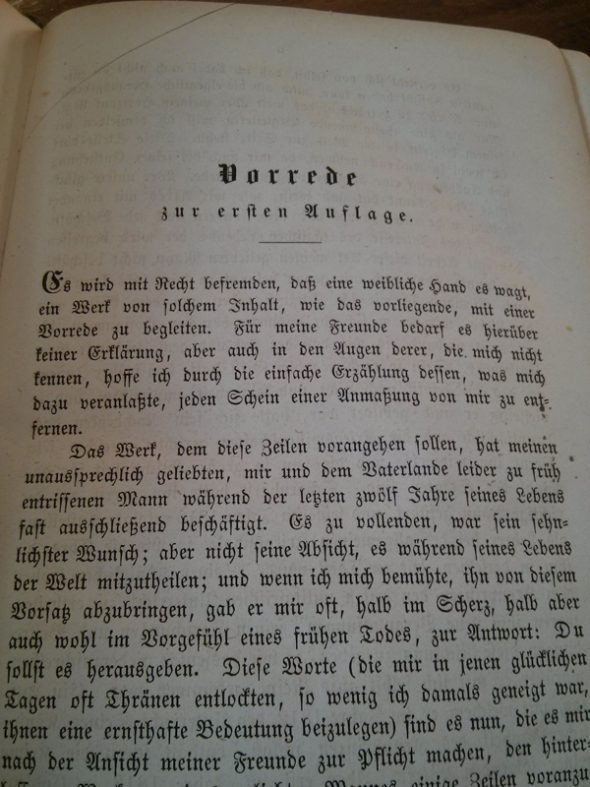 Vorrede
zur ersten Auflage.
Es wird mit Recht befremden, daß eine weibliche Hand es wagt,
ein Werk von solchem Inhalt, wie das vorliegende, mit einer
Vorrede zu begleiten. Für meine Freunde bedarf es hierüber
keiner Erklärung, aber auch in den Augen derer, die mich nicht
kennen, hoffe ich durch die einfache Erzählung dessen, was mich
dazu veranlaßte, jeden Schein einer Anmaßung von mir zu ent-
fernen.
Das Werk, dem diese Zeilen vorangehen sollen, hat meinen
unaussprechlich geliebten, mir und dem Vaterlande leider zu früh
entrissenen Mann während der letzten zwölf Jahre seines Lebens
fast ausschließend beschäftigt. Es zu vollenden, war sein sehn-
lichster Wunsch; aber nicht seine Absicht, es während seines Lebens
der Welt mitzutheilen; und wenn ich mich bemühte, ihn von diesem
Vorsatz abzubringen, gab er mir oft, halb im Scherz, halb aber
auch wohl im Vorgefühl eines frühen Todes, zur Antwort: Du
sollst es herausgeben. Diese Worte (die mir in jenen glücklichen
Tagen oft Thränen entlockten, so wenig ich damals geneigt war,
ihnen eine ernsthafte Bedeutung beizulegen) sind es nun, die es mir
nach der Ansicht meiner Freunde zur Pflicht machen, den hinter-
Mannes einige Zeilen voranzu